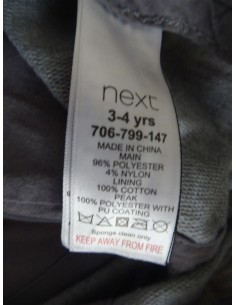 next
3-4 yrs
706-799-147
MADE IN CHINA
MAIN
96% POLYESTER
4% NYLON
LINING
100% COTTON
PEAK
100% POLYESTER WITH
PU COATING
Sponge clean only
KEEP AWAY FROM FIRE